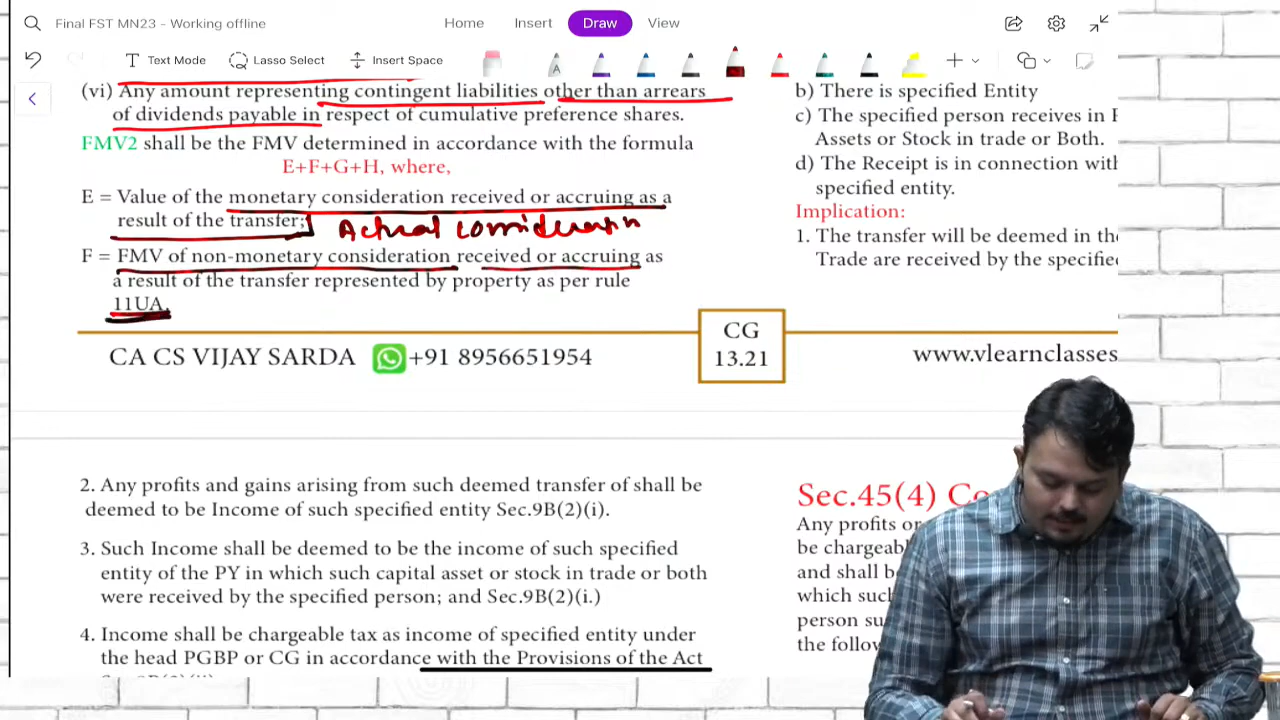 Final FST MN23 - Working offline
Home Insert Draw View
Text Mode Lasso Select Insert Space
(vi) Any amount representing contingent liabilities other than arrears
of dividends payable in respect of cumulative preference shares.
FMV2 shall be the FMV determined in accordance with the formula
E+F+G+H, where,
E = Value of the monetary consideration received or accruing as a
result of the transfer; Actual consideration
F = FMV of non-monetary consideration received or accruing as
a result of the transfer represented by property as per rule
11UA.
b) There is specified Entity
c) The specified person receives in
Assets or Stock in trade or Both.
d) The Receipt is in connection with
specified entity.
Implication:
1. The transfer will be deemed in the
Trade are received by the specifie
CA CS VIJAY SARDA +91 8956651954
CG
13.21
www.vlearnclasses
2. Any profits and gains arising from such deemed transfer of shall be
deemed to be Income of such specified entity Sec.9B(2)(i).
3. Such Income shall be deemed to be the income of such specified
entity of the PY in which such capital asset or stock in trade or both
were received by the specified person; and Sec.9B(2)(i.)
4. Income shall be chargeable tax as income of specified entity under
the head PGBP or CG in accordance with the Provisions of the Act
Sec.45(4) Co
Any profits or
be chargeab
and shall b
which suc
person su
the follow